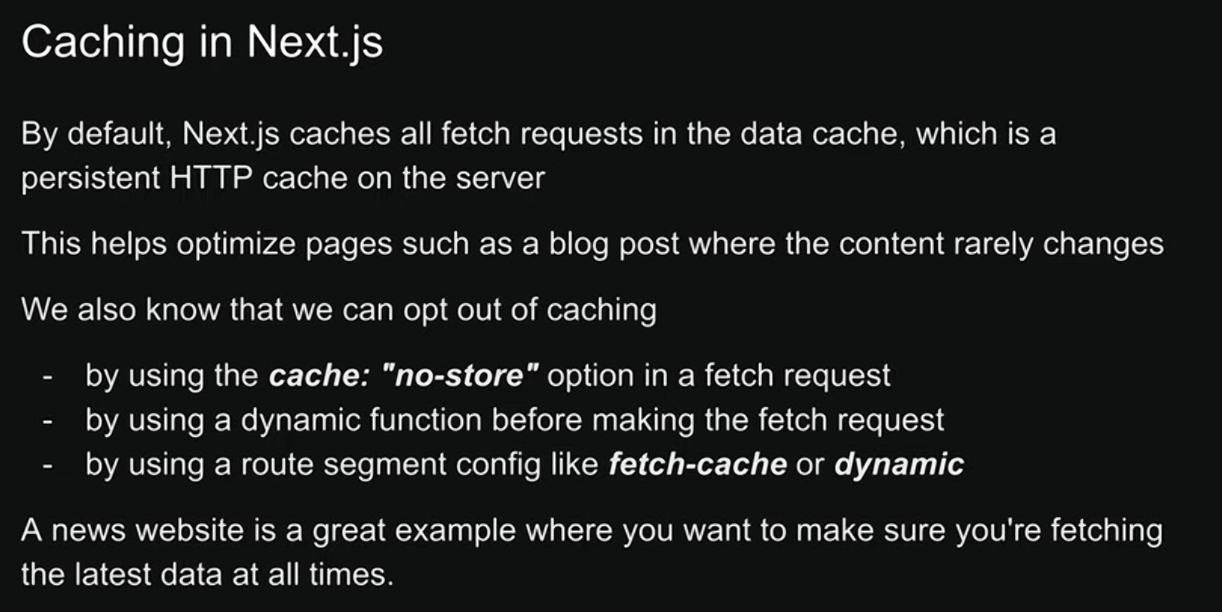 Caching in Next.js
By default, Next.js caches all fetch requests in the data cache, which is a
persistent HTTP cache on the server
This helps optimize pages such as a blog post where the content rarely changes
We also know that we can opt out of caching
- by using the cache: "no-store" option in a fetch request
- by using a dynamic function before making the fetch request
- by using a route segment config like fetch-cache or dynamic
A news website is a great example where you want to make sure you're fetching
the latest data at all times.